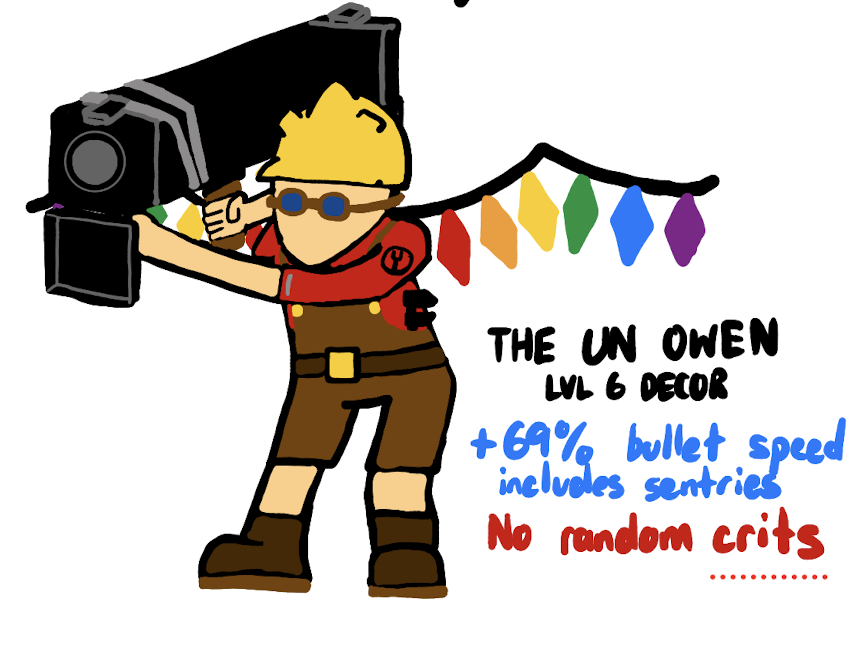 THE UN OWEN
LVL 6 DECOR
+69% bullet speed
includes sentries
No random crits